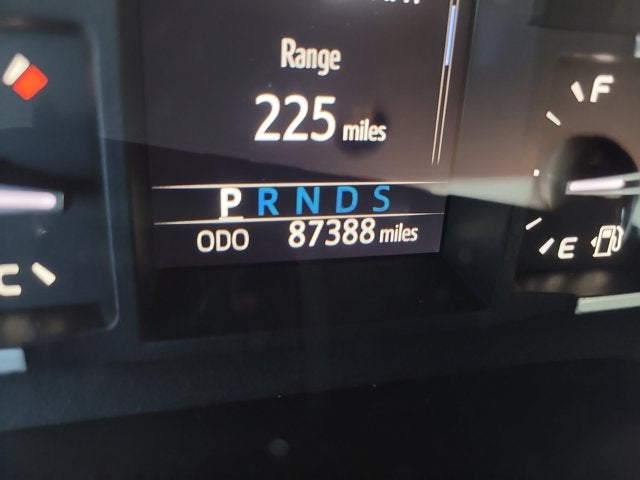 Range
225 miles
F
P R N D S
ODO 87388 miles
E
C